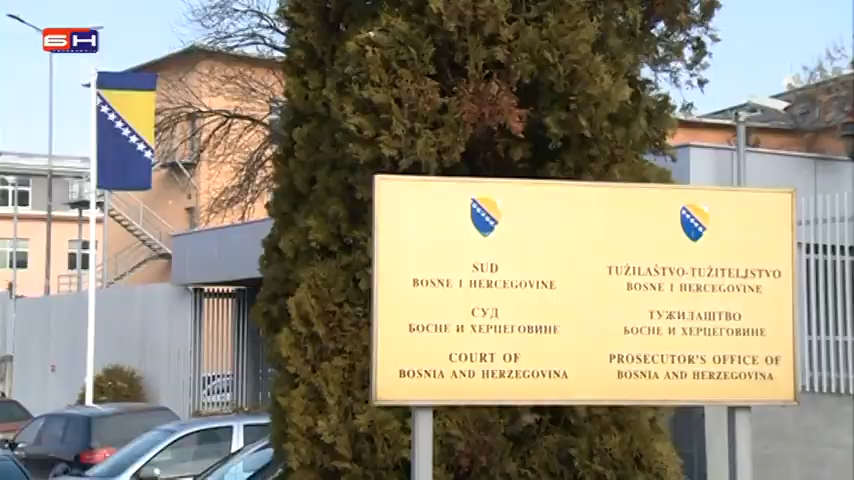 БН
SUD
BOSNE I HERCEGOVINE
СУД
БОСНЕ И ХЕРЦЕГОВИНЕ
COURT OF
BOSNIA AND HERZEGOVINA
TUŽILAŠTVO-TUŽITELJSTVO
BOSNE I HERCEGOVINE
ТУЖИЛАШТВО
БОСНЕ И ХЕРЦЕГОВИНЕ
PROSECUTOR'S OFFICE OF
BOSNIA AND HERZEGOVINA